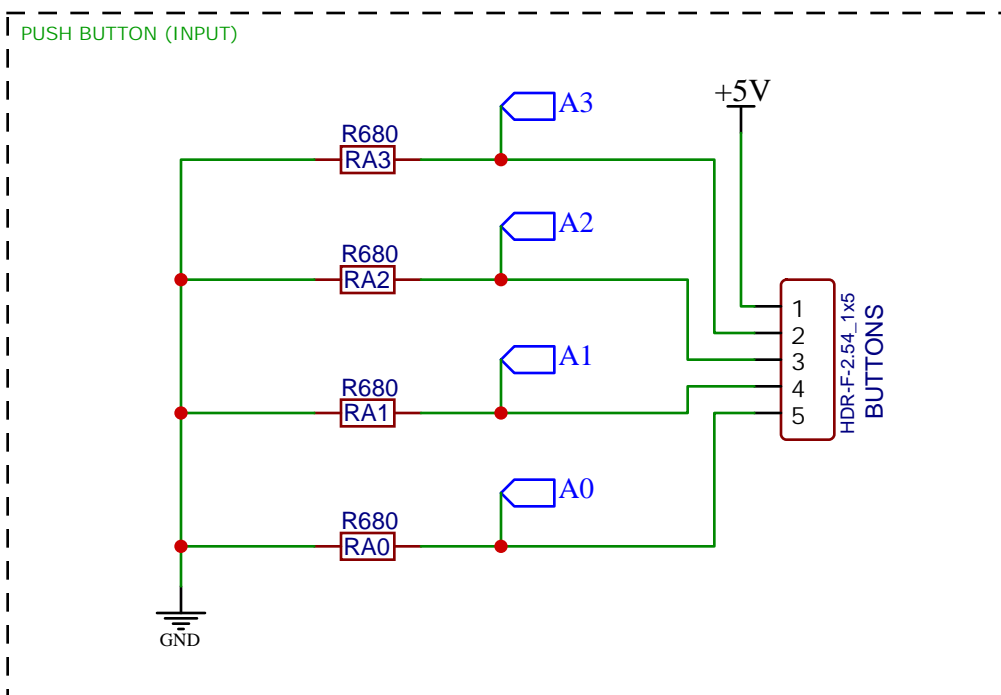 PUSH BUTTON (INPUT)
A3
+5V
R680
RA3
A2
R680
RA2
1
2
3
4
5
HDR-F-2.54_1x5
BUTTONS
A1
R680
RA1
A0
R680
RA0
GND